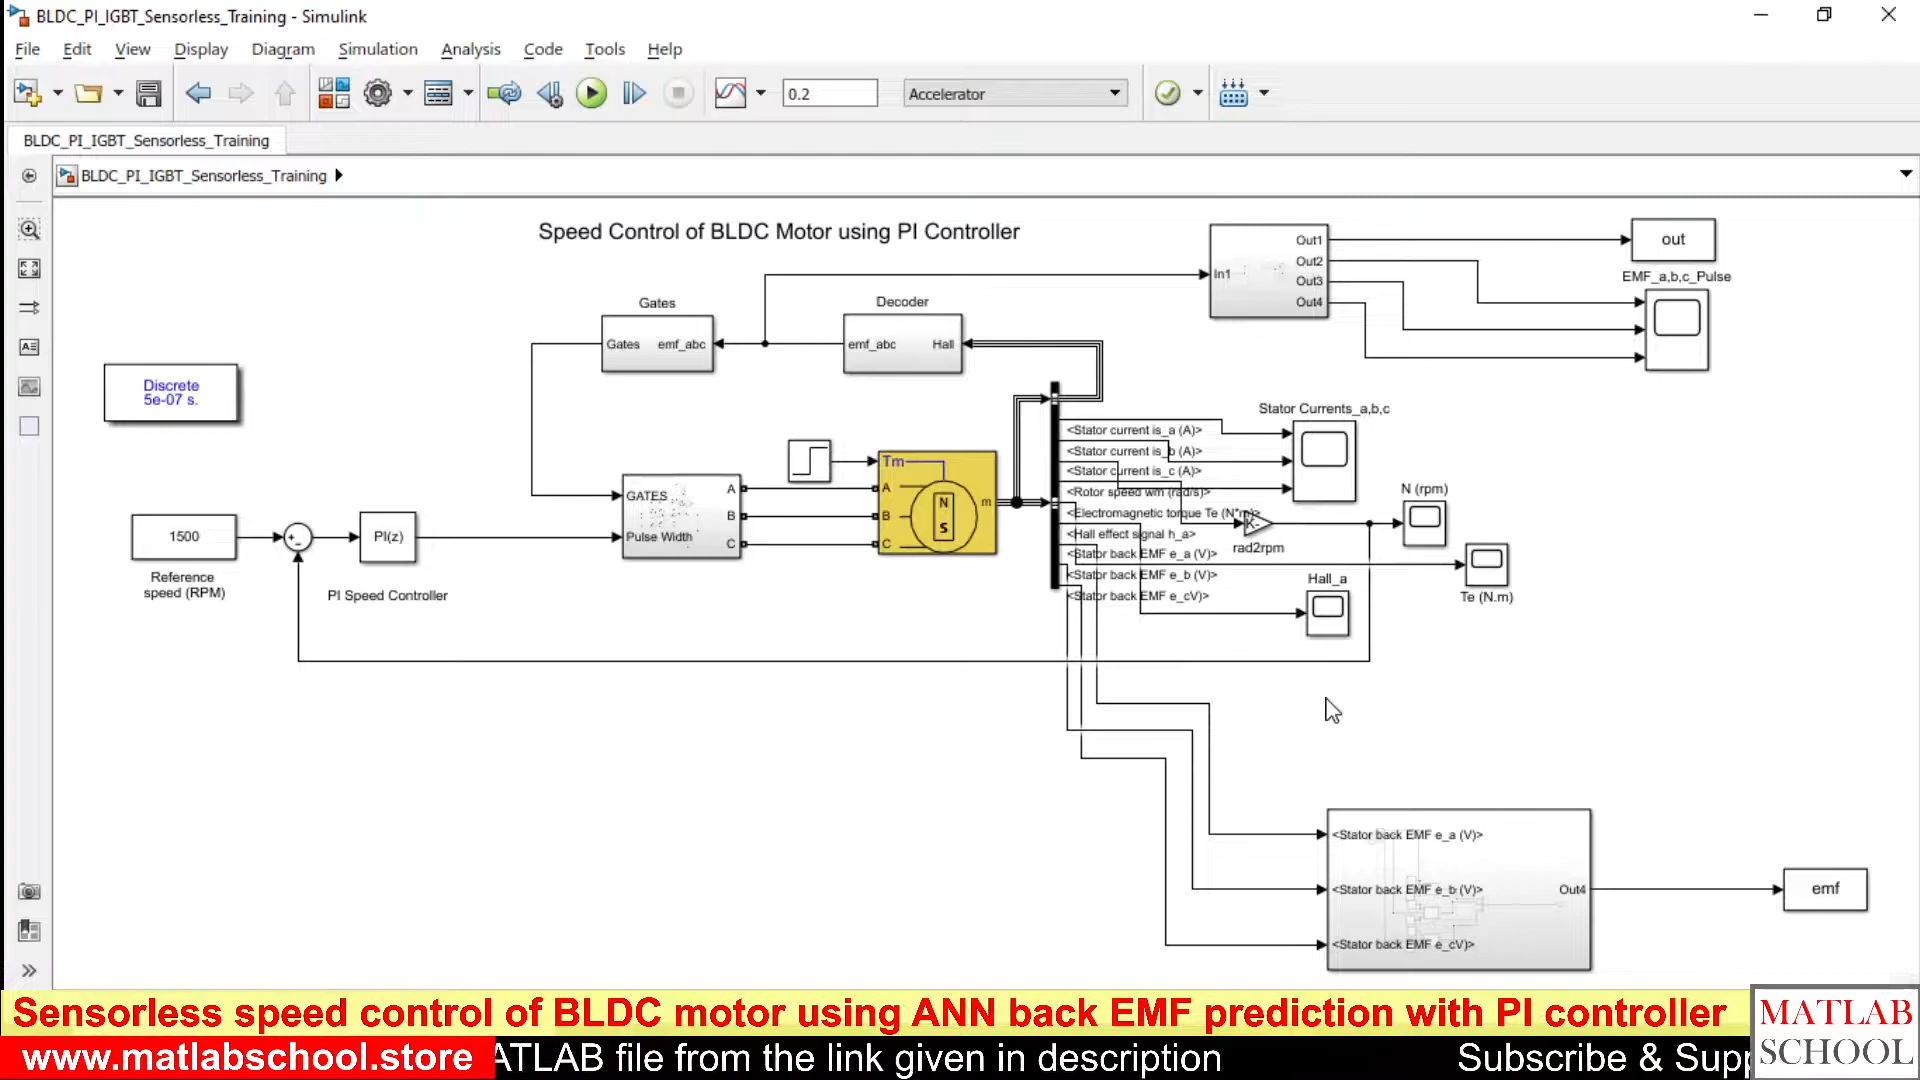 BLDC_PI_IGBT_Sensorless_Training - Simulink
File Edit View Display Diagram Simulation Analysis Code Tools Help
0.2
Accelerator
BLDC_PI_IGBT_Sensorless_Training
BLDC_PI_IGBT_Sensorless_Training
Speed Control of BLDC Motor using PI Controller
In1
Out1
Out2
Out3
Out4
out
EMF_a,b,c_Pulse
Gates
Gates emf_abc
Decoder
emf_abc Hall
Discrete
5e-07 s.
Stator Currents_a,b,c
<Stator current is_a (A)>
<Stator current is_b (A)>
<Stator current is_c (A)>
<Rotor speed wm (rad/s)>
<Electromagnetic torque Te (N*m)>
<Hall effect signal h_a>
<Stator back EMF e_a (V)>
<Stator back EMF e_b (V)>
<Stator back EMF e_cV)>
K-
rad2rpm
N (rpm)
Te (N.m)
Hall_a
1500
Reference
speed (RPM)
+
-
PI(z)
PI Speed Controller
GATES
Pulse Width
A
B
C
Tm
A
B
C
N
S
m
<Stator back EMF e_a (V)>
<Stator back EMF e_b (V)>
<Stator back EMF e_cV)>
Out4
emf
Sensorless speed control of BLDC motor using ANN back EMF prediction with PI controller
www.matlabschool.store
ATLAB file from the link given in description
Subscribe & Supp
MATLAB
SCHOOL